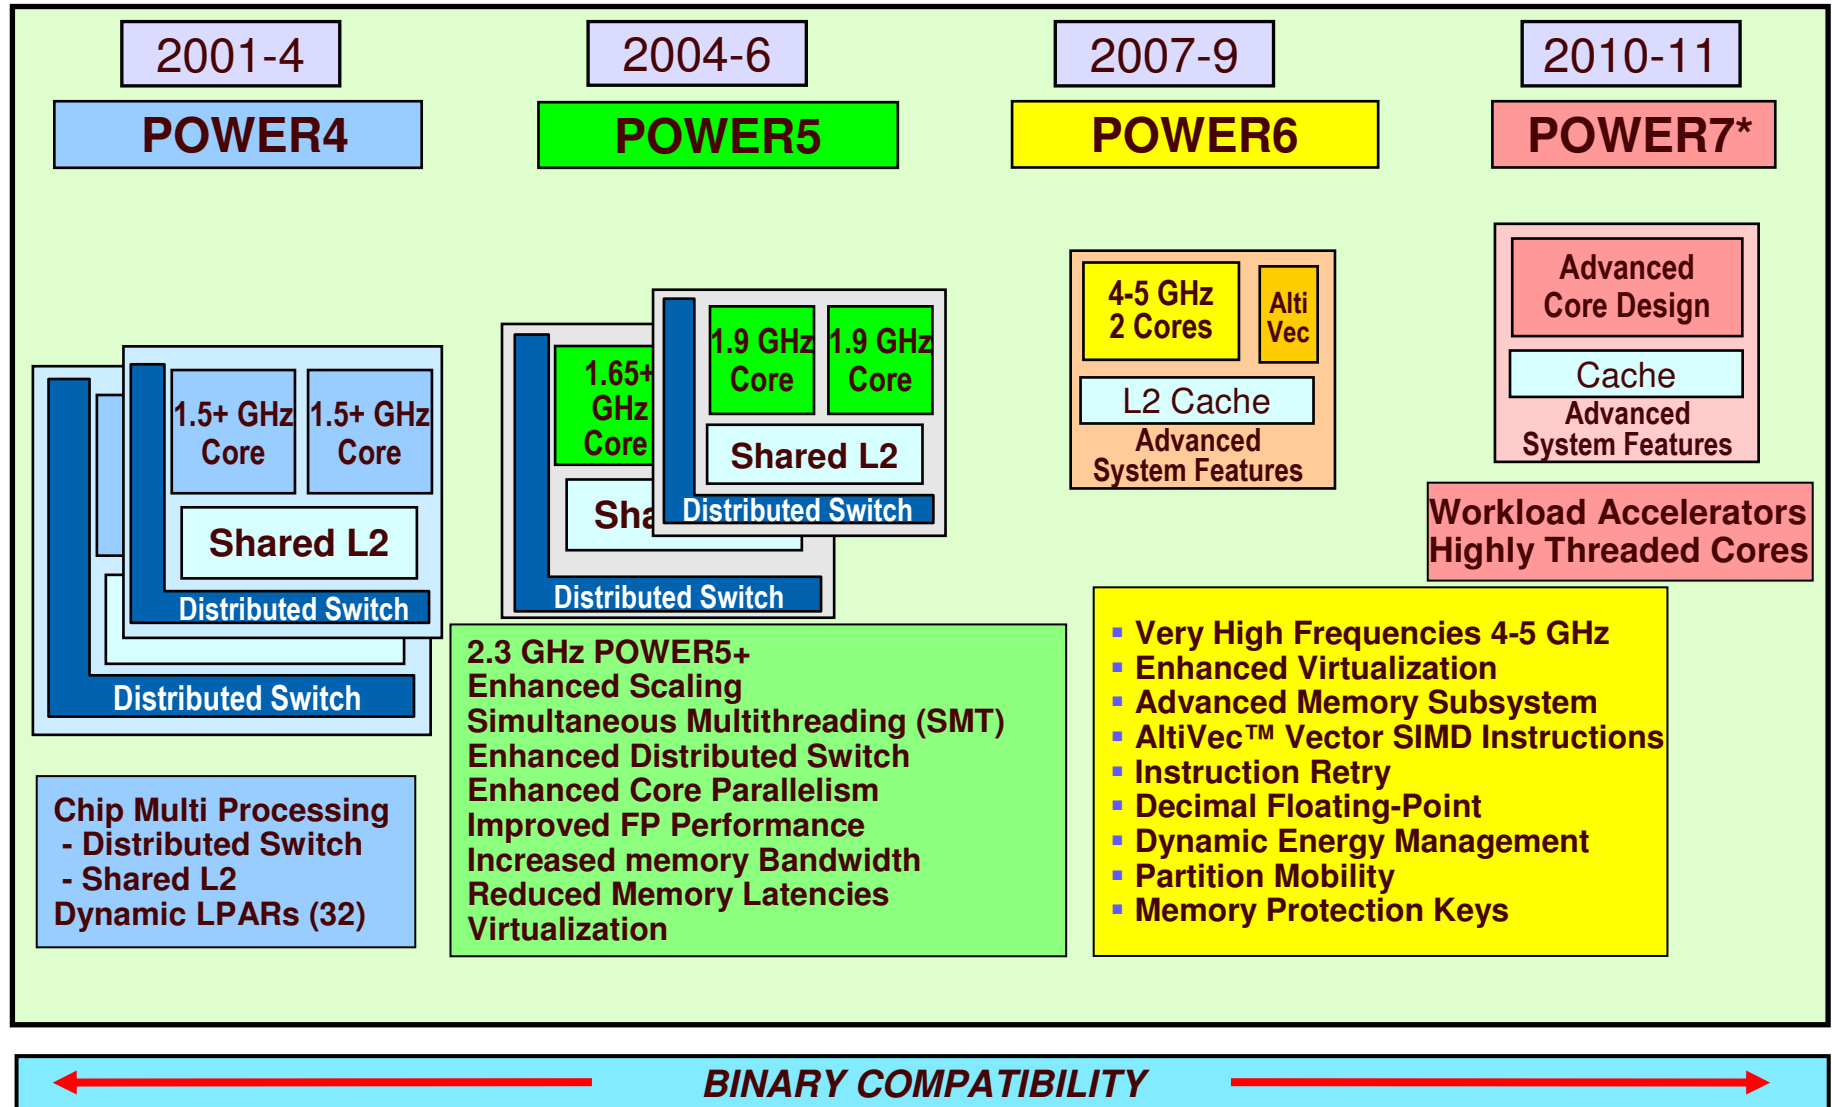 2001-4
2004-6
2007-9
2010-11
POWER4
POWER5
POWER6
POWER7*
1.5+ GHz
Core
1.5+ GHz
Core
Shared L2
Distributed Switch
Distributed Switch
Chip Multi Processing
- Distributed Switch
- Shared L2
Dynamic LPARs (32)
1.65+
GHz
Core
1.9 GHz
Core
1.9 GHz
Core
Shared L2
Distributed Switch
Sha
Distributed Switch
2.3 GHz POWER5+
Enhanced Scaling
Simultaneous Multithreading (SMT)
Enhanced Distributed Switch
Enhanced Core Parallelism
Improved FP Performance
Increased memory Bandwidth
Reduced Memory Latencies
Virtualization
4-5 GHz
2 Cores
Alti
Vec
L2 Cache
Advanced
System Features
▪ Very High Frequencies 4-5 GHz
▪ Enhanced Virtualization
▪ Advanced Memory Subsystem
▪ AltiVec™ Vector SIMD Instructions
▪ Instruction Retry
▪ Decimal Floating-Point
▪ Dynamic Energy Management
▪ Partition Mobility
▪ Memory Protection Keys
Advanced
Core Design
Cache
Advanced
System Features
Workload Accelerators
Highly Threaded Cores
BINARY COMPATIBILITY